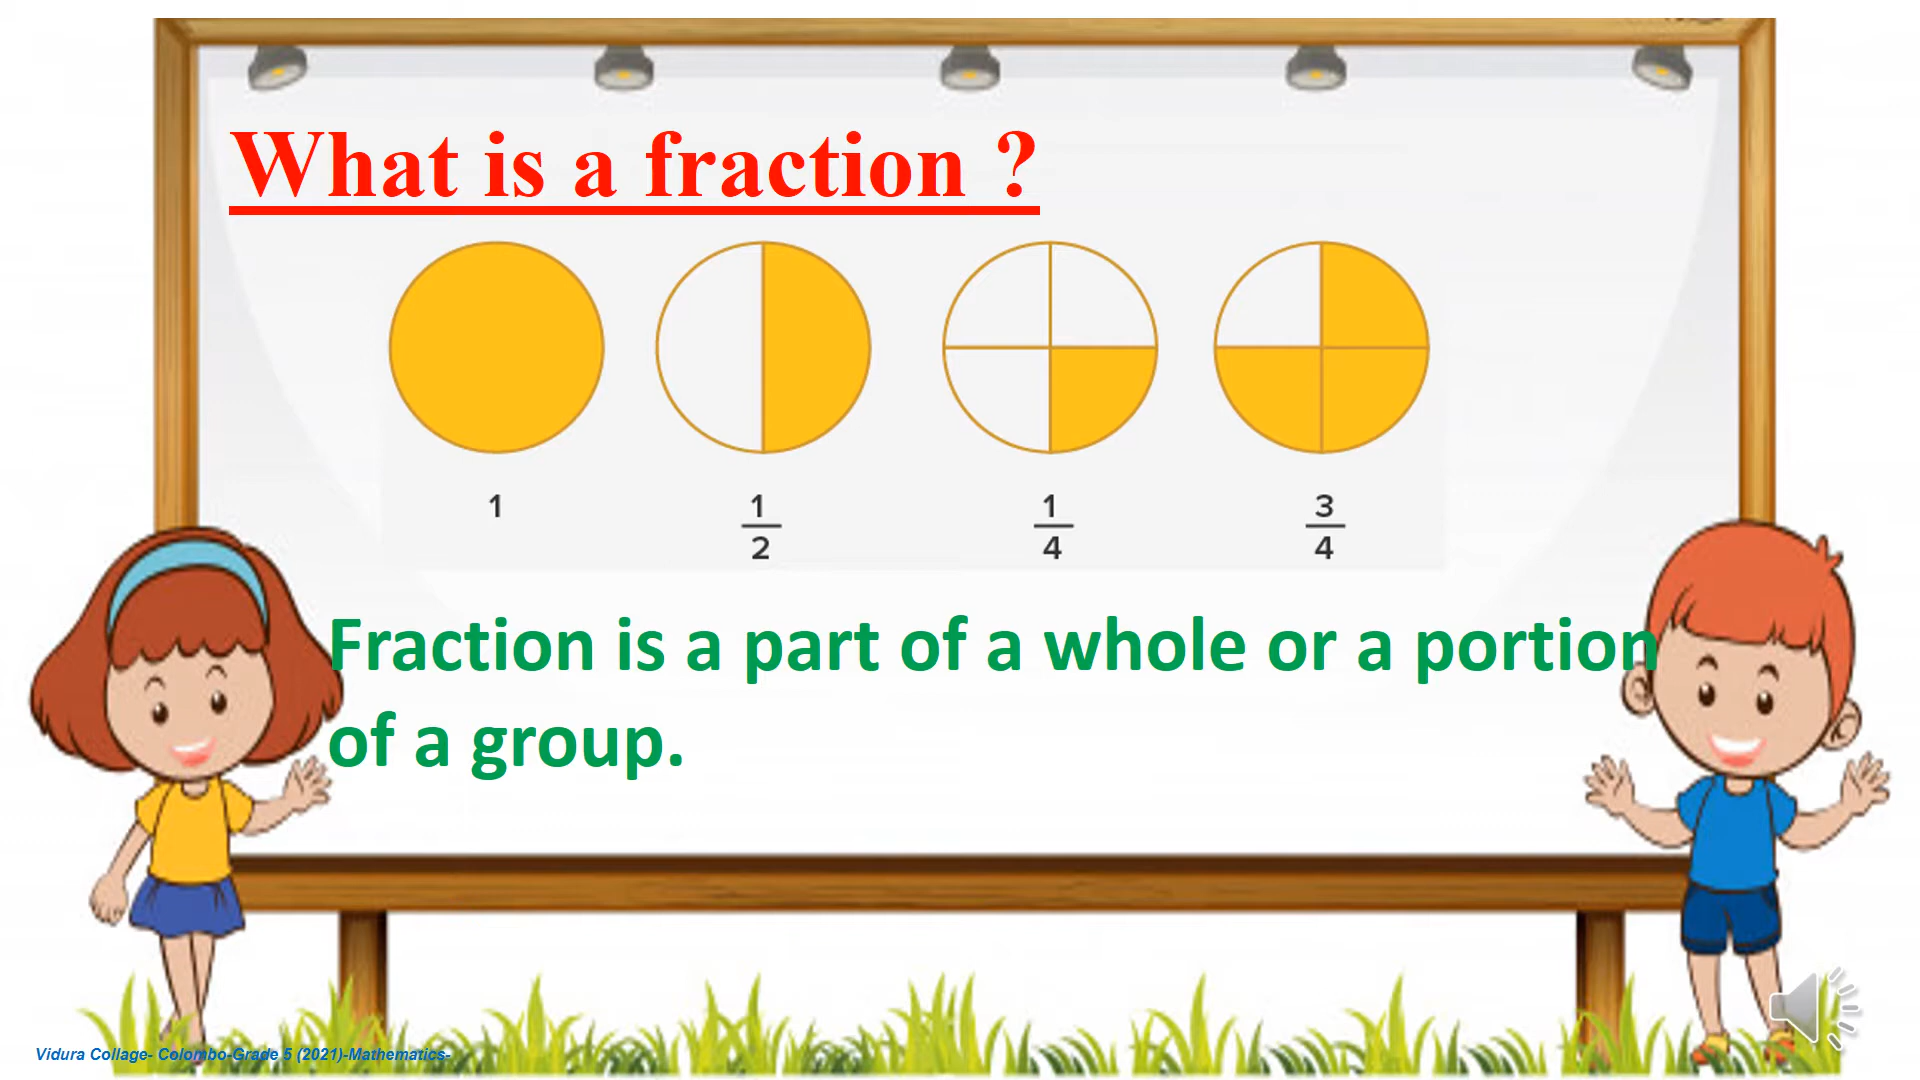 What is a fraction ?
1
1/2
1/4
3/4
Fraction is a part of a whole or a portion
of a group.
Vidura Collage- Colombo-Grade 5 (2021)-Mathematics-